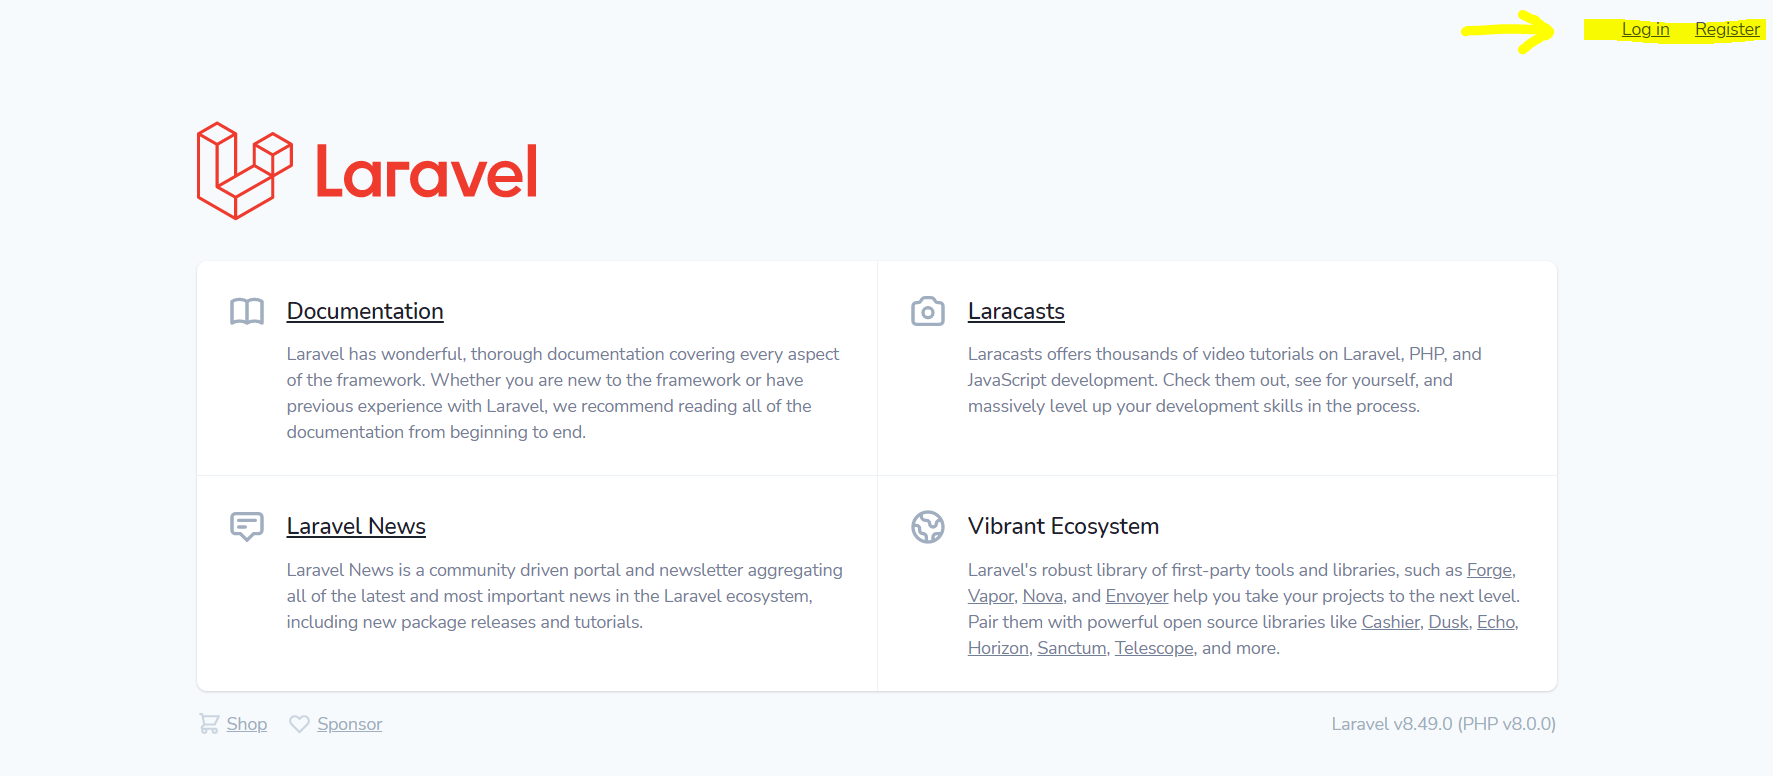 Log in Register
Laravel
Documentation
Laravel has wonderful, thorough documentation covering every aspect
of the framework. Whether you are new to the framework or have
previous experience with Laravel, we recommend reading all of the
documentation from beginning to end.
Laracasts
Laracasts offers thousands of video tutorials on Laravel, PHP, and
JavaScript development. Check them out, see for yourself, and
massively level up your development skills in the process.
Laravel News
Laravel News is a community driven portal and newsletter aggregating
all of the latest and most important news in the Laravel ecosystem,
including new package releases and tutorials.
Vibrant Ecosystem
Laravel's robust library of first-party tools and libraries, such as Forge,
Vapor, Nova, and Envoyer help you take your projects to the next level.
Pair them with powerful open source libraries like Cashier, Dusk, Echo,
Horizon, Sanctum, Telescope, and more.
Shop Sponsor
Laravel v8.49.0 (PHP v8.0.0)